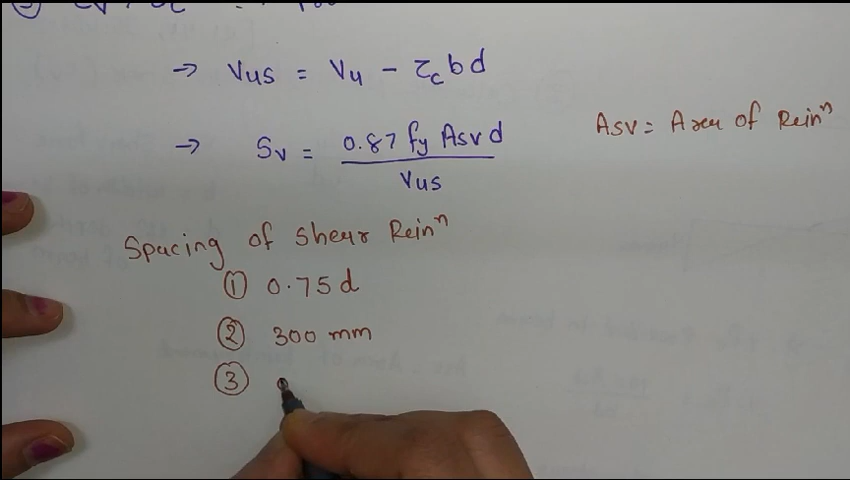 → Vus = Vu - τc b d
→ Sv = 0.87 fy Asv d / Vus
Asv = Area of Reinⁿ
Spacing of shear Reinⁿ
① 0.75 d
② 300 mm
③